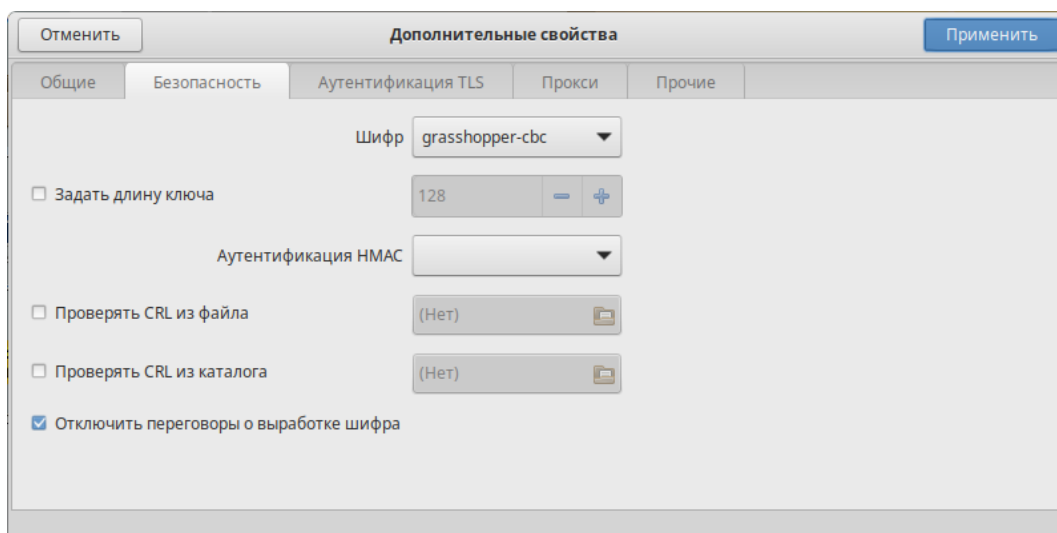 Отменить Дополнительные свойства Применить
Общие Безопасность Аутентификация TLS Прокси Прочие
Шифр grasshopper-cbc
Задать длину ключа 128
Аутентификация HMAC
Проверять CRL из файла (Нет)
Проверять CRL из каталога (Нет)
Отключить переговоры о выработке шифра